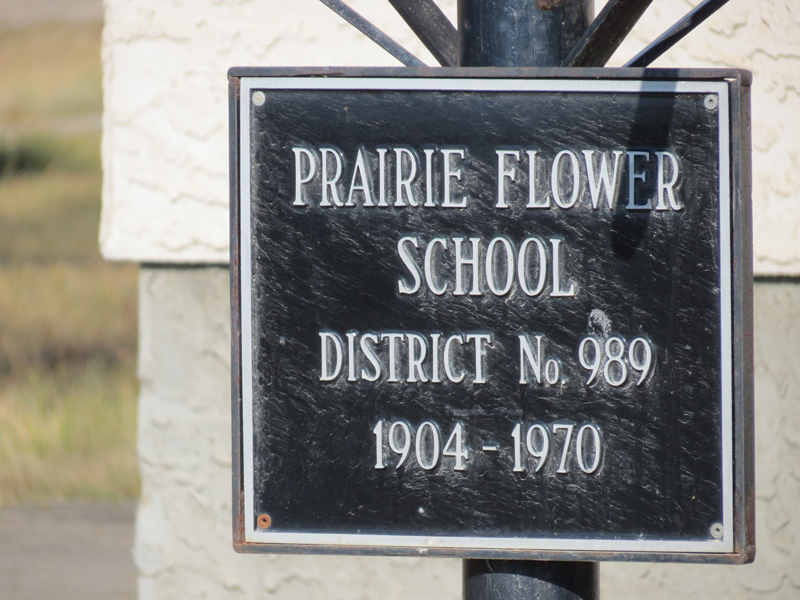 PRAIRIE FLOWER
SCHOOL
DISTRICT No. 989
1904 - 1970